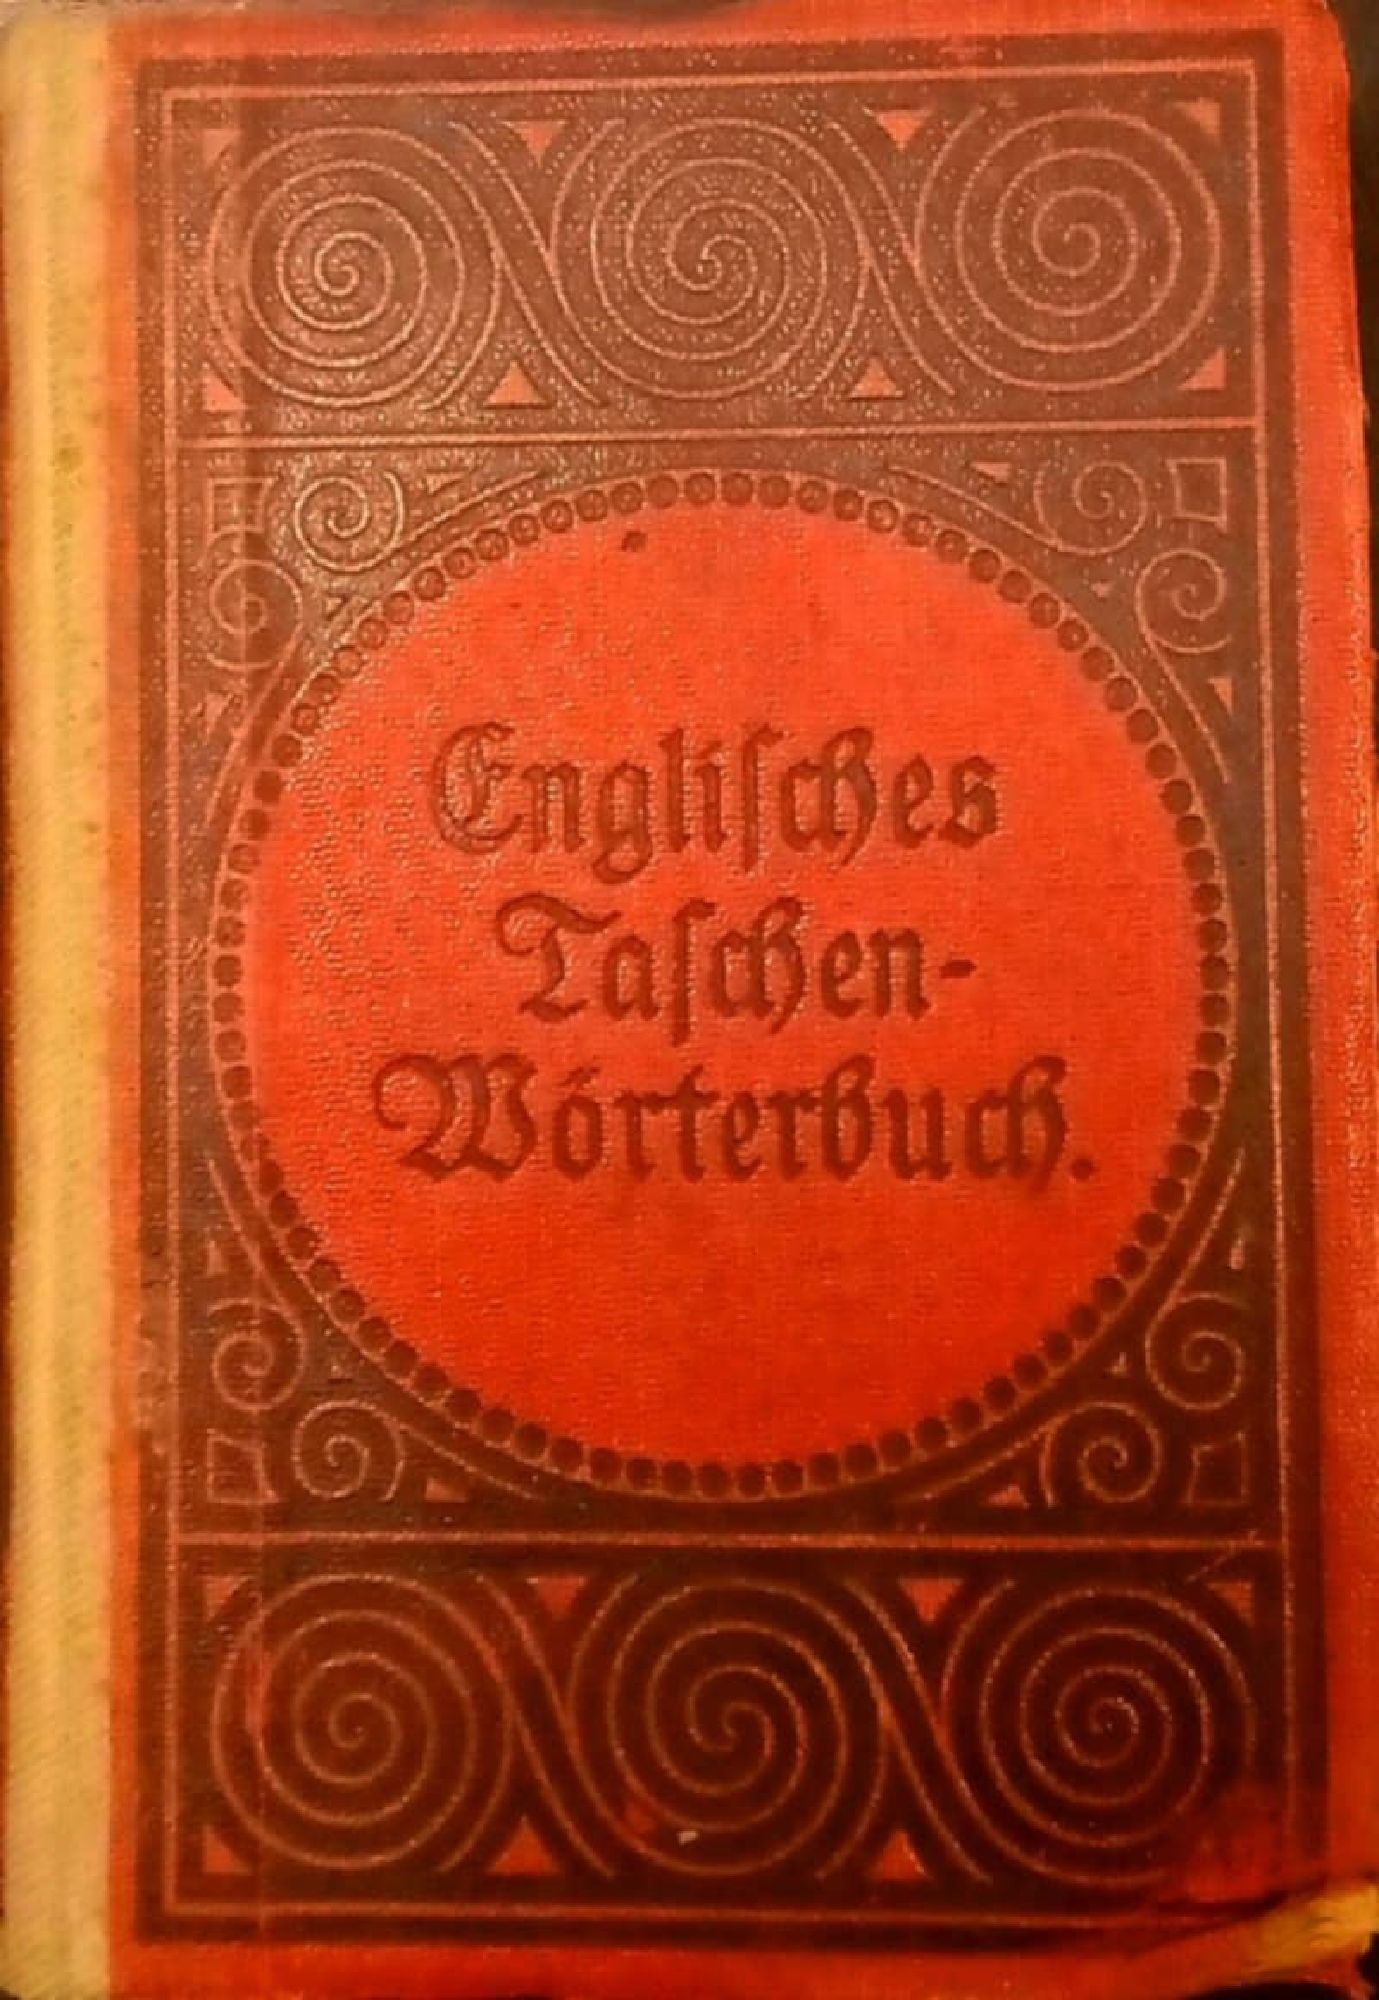 Engliſches
Taſchen-
Wörterbuch.